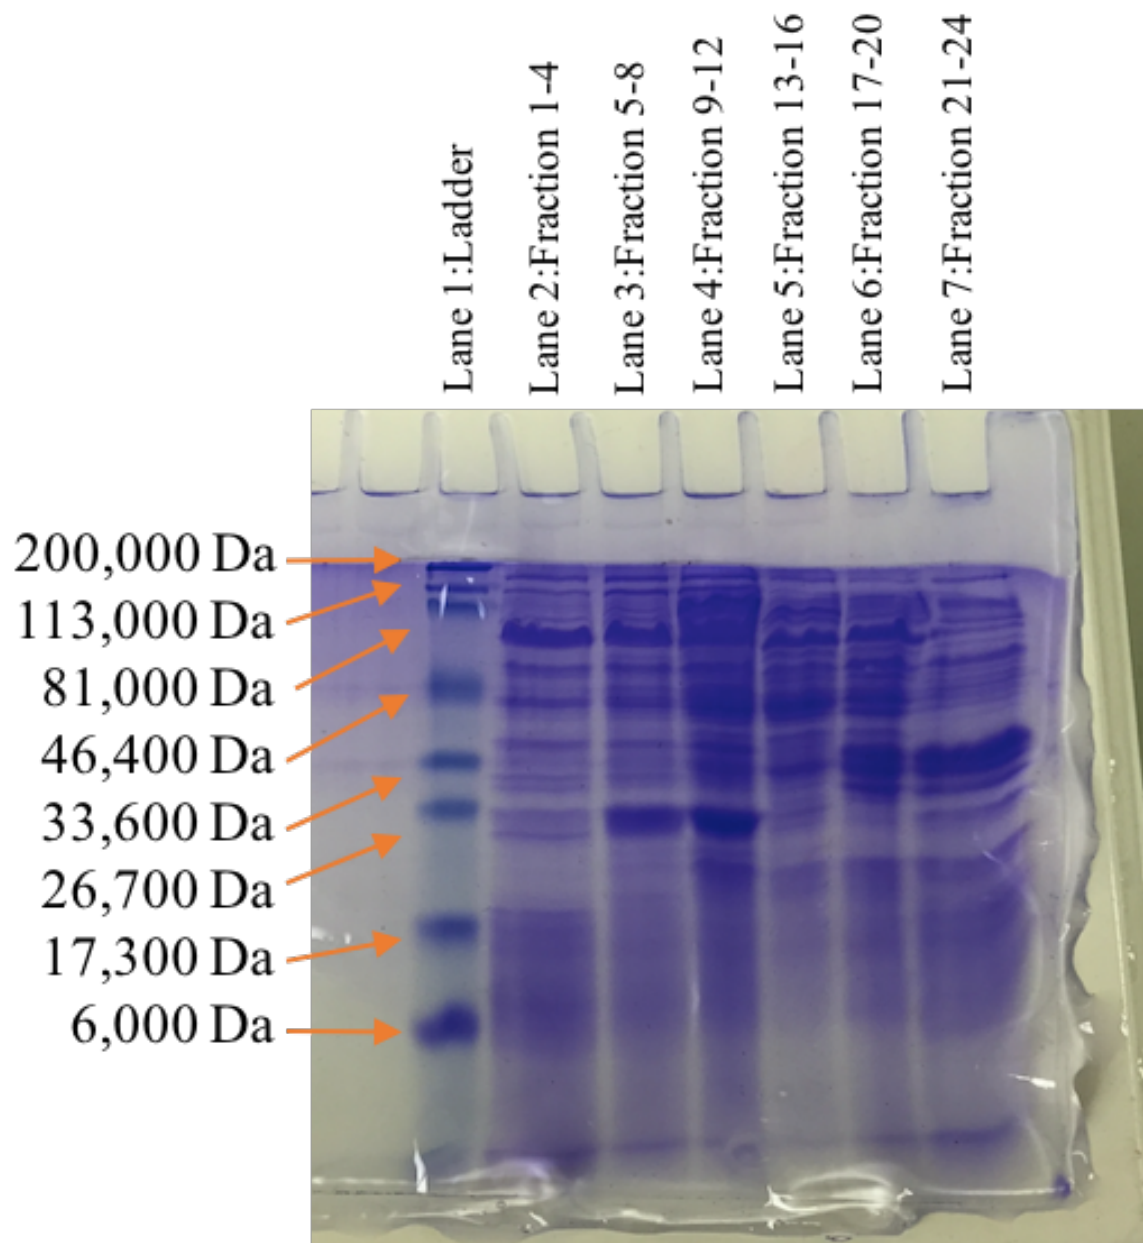 Lane 1:Ladder
Lane 2:Fraction 1-4
Lane 3:Fraction 5-8
Lane 4:Fraction 9-12
Lane 5:Fraction 13-16
Lane 6:Fraction 17-20
Lane 7:Fraction 21-24
200,000 Da
113,000 Da
81,000 Da
46,400 Da
33,600 Da
26,700 Da
17,300 Da
6,000 Da